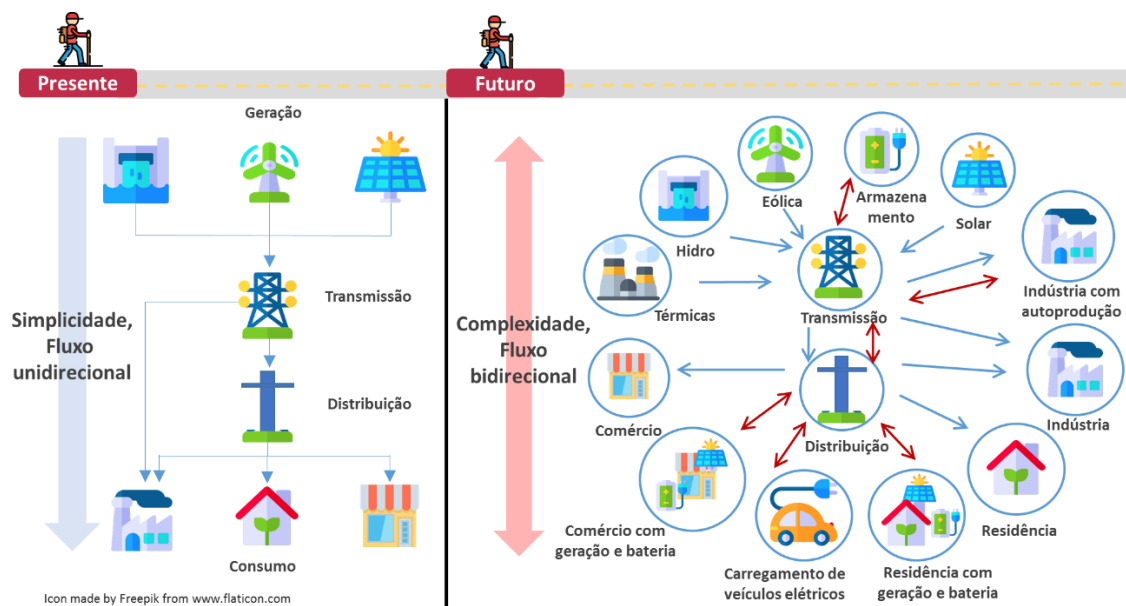 Presente
Geração
Transmissão
Simplicidade,
Fluxo
unidirecional
Distribuição
Consumo
Icon made by Freepik from www.flaticon.com
Futuro
Eólica
Armazena
mento
Solar
Hidro
Térmicas
Transmissão
Indústria com
autoprodução
Complexidade,
Fluxo
bidirecional
Comércio
Distribuição
Indústria
Residência
Comércio com
geração e bateria
Carregamento de
veículos elétricos
Residência com
geração e bateria